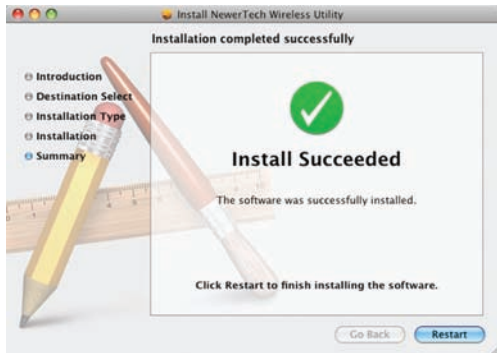 Install NewerTech Wireless Utility
Installation completed successfully
Introduction
Destination Select
Installation Type
Installation
Summary
Install Succeeded
The software was successfully installed.
Click Restart to finish installing the software.
Go Back
Restart